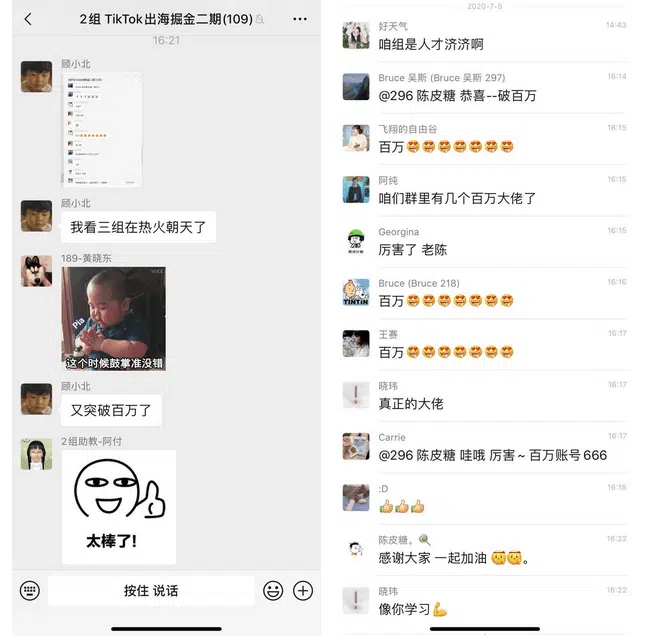 2组 TikTok出海掘金二期(109)
16:21
顾小北
顾小北
我看三组在热火朝天了
189-黄晓东
Pia
这个时候鼓掌准没错
顾小北
又突破百万了
2组助教-阿付
太棒了!
按住 说话
2020-7-8
好天气
14:43
咱组是人才济济啊
Bruce 吴斯 (Bruce 吴斯 297)
16:14
@296 陈皮糖 恭喜--破百万
飞翔的自由谷
16:15
百万😍😍😍😍😍😍😍
阿纯
16:15
咱们群里有几个百万大佬了
Georgina
16:15
厉害了 老陈
Bruce (Bruce 218)
16:16
TINTIN
百万😍😍😍😍😍😍😍
王赛
16:17
百万😍😍😍😍😍😍😍
晓玮
16:17
真正的大佬
Carrie
16:17
@296 陈皮糖 哇哦 厉害~百万账号666
:D
16:18
👍👍👍
陈皮糖。🍭
16:22
感谢大家 一起加油 🤗🤗。
晓玮
16:22
像你学习💪